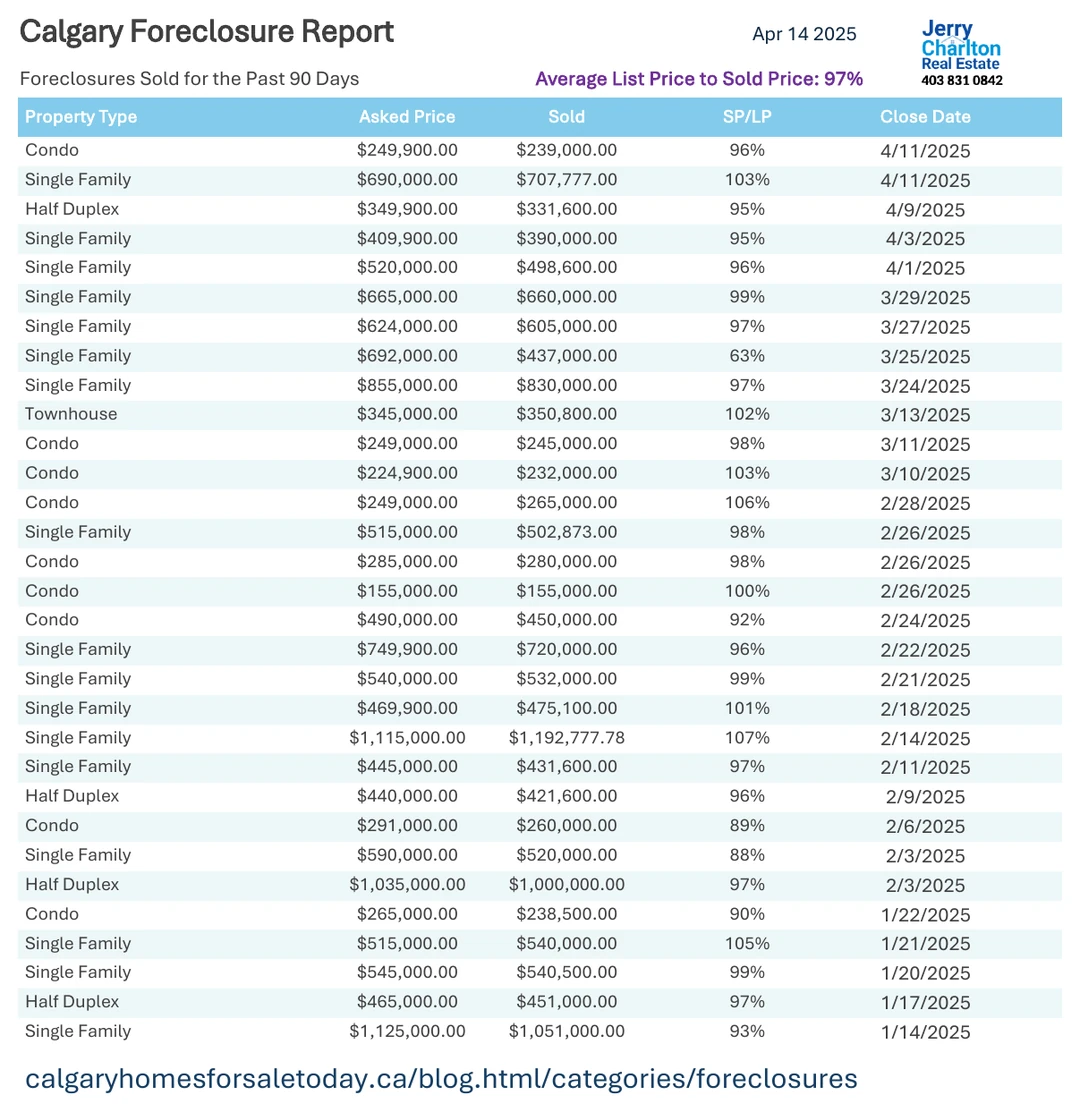 Calgary Foreclosure Report
Apr 14 2025
Jerry
Charlton
Real Estate
403 831 0842
Foreclosures Sold for the Past 90 Days
Average List Price to Sold Price: 97%
Property Type Asked Price Sold SP/LP Close Date
Condo $249,900.00 $239,000.00 96% 4/11/2025
Single Family $690,000.00 $707,777.00 103% 4/11/2025
Half Duplex $349,900.00 $331,600.00 95% 4/9/2025
Single Family $409,900.00 $390,000.00 95% 4/3/2025
Single Family $520,000.00 $498,600.00 96% 4/1/2025
Single Family $665,000.00 $660,000.00 99% 3/29/2025
Single Family $624,000.00 $605,000.00 97% 3/27/2025
Single Family $692,000.00 $437,000.00 63% 3/25/2025
Single Family $855,000.00 $830,000.00 97% 3/24/2025
Townhouse $345,000.00 $350,800.00 102% 3/13/2025
Condo $249,000.00 $245,000.00 98% 3/11/2025
Condo $224,900.00 $232,000.00 103% 3/10/2025
Condo $249,000.00 $265,000.00 106% 2/28/2025
Single Family $515,000.00 $502,873.00 98% 2/26/2025
Condo $285,000.00 $280,000.00 98% 2/26/2025
Condo $155,000.00 $155,000.00 100% 2/26/2025
Condo $490,000.00 $450,000.00 92% 2/24/2025
Single Family $749,900.00 $720,000.00 96% 2/22/2025
Single Family $540,000.00 $532,000.00 99% 2/21/2025
Single Family $469,900.00 $475,100.00 101% 2/18/2025
Single Family $1,115,000.00 $1,192,777.78 107% 2/14/2025
Single Family $445,000.00 $431,600.00 97% 2/11/2025
Half Duplex $440,000.00 $421,600.00 96% 2/9/2025
Condo $291,000.00 $260,000.00 89% 2/6/2025
Single Family $590,000.00 $520,000.00 88% 2/3/2025
Half Duplex $1,035,000.00 $1,000,000.00 97% 2/3/2025
Condo $265,000.00 $238,500.00 90% 1/22/2025
Single Family $515,000.00 $540,000.00 105% 1/21/2025
Single Family $545,000.00 $540,500.00 99% 1/20/2025
Half Duplex $465,000.00 $451,000.00 97% 1/17/2025
Single Family $1,125,000.00 $1,051,000.00 93% 1/14/2025
calgaryhomesforsaletoday.ca/blog.html/categories/foreclosures